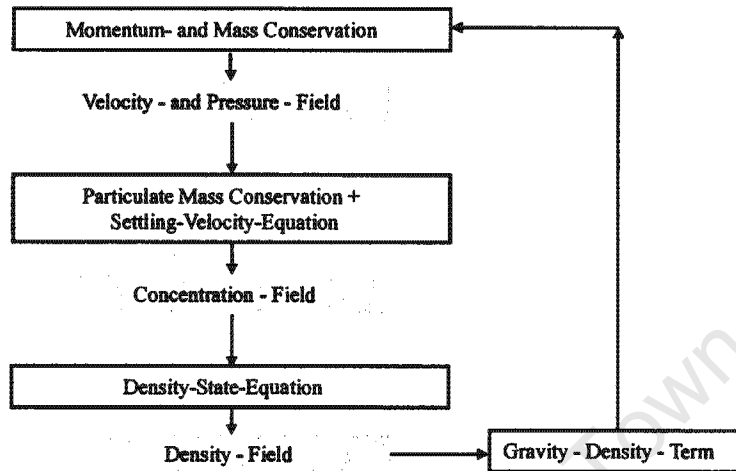 Momentum- and Mass Conservation
Velocity - and Pressure - Field
Particulate Mass Conservation +
Settling-Velocity-Equation
Concentration - Field
Density-State-Equation
Density - Field
Gravity - Density - Term
Town